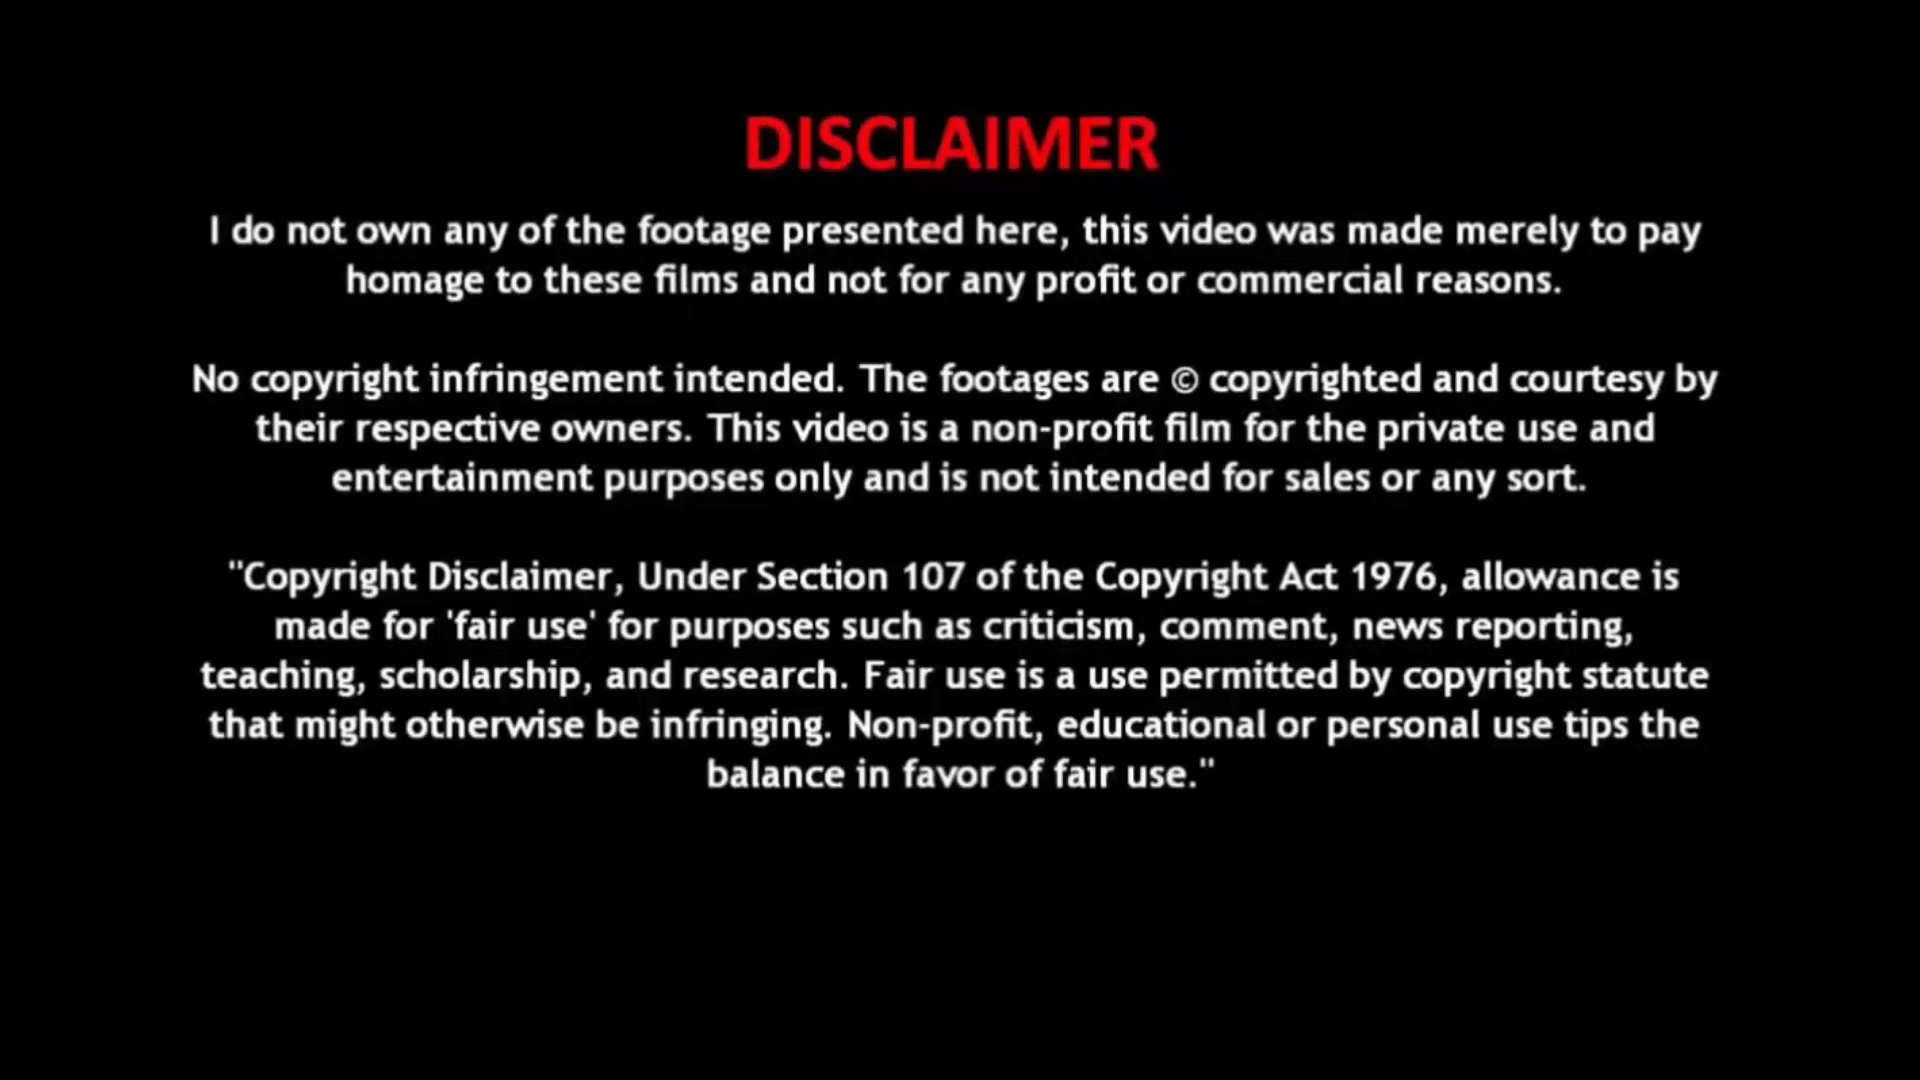 DISCLAIMER
I do not own any of the footage presented here, this video was made merely to pay
homage to these films and not for any profit or commercial reasons.
No copyright infringement intended. The footages are © copyrighted and courtesy by
their respective owners. This video is a non-profit film for the private use and
entertainment purposes only and is not intended for sales or any sort.
"Copyright Disclaimer, Under Section 107 of the Copyright Act 1976, allowance is
made for 'fair use' for purposes such as criticism, comment, news reporting,
teaching, scholarship, and research. Fair use is a use permitted by copyright statute
that might otherwise be infringing. Non-profit, educational or personal use tips the
balance in favor of fair use."